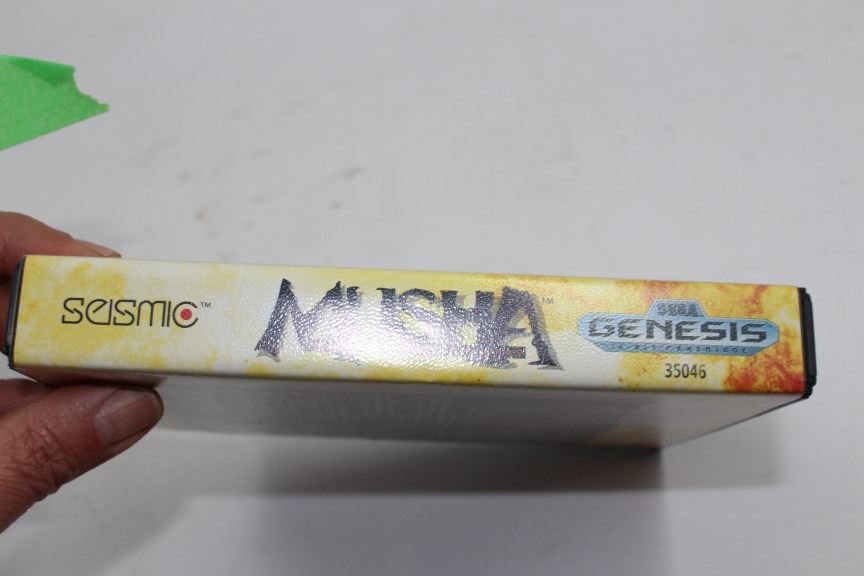 SEISMIC™
MUSHA™
SEGA
GENESIS
35046